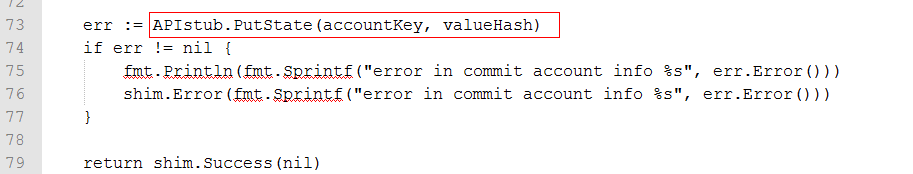 72
73 err := APIstub.PutState(accountKey, valueHash)
74 if err != nil {
75 fmt.Println(fmt.Sprintf("error in commit account info %s", err.Error()))
76 shim.Error(fmt.Sprintf("error in commit account info %s", err.Error()))
77 }
78
79 return shim.Success(nil)